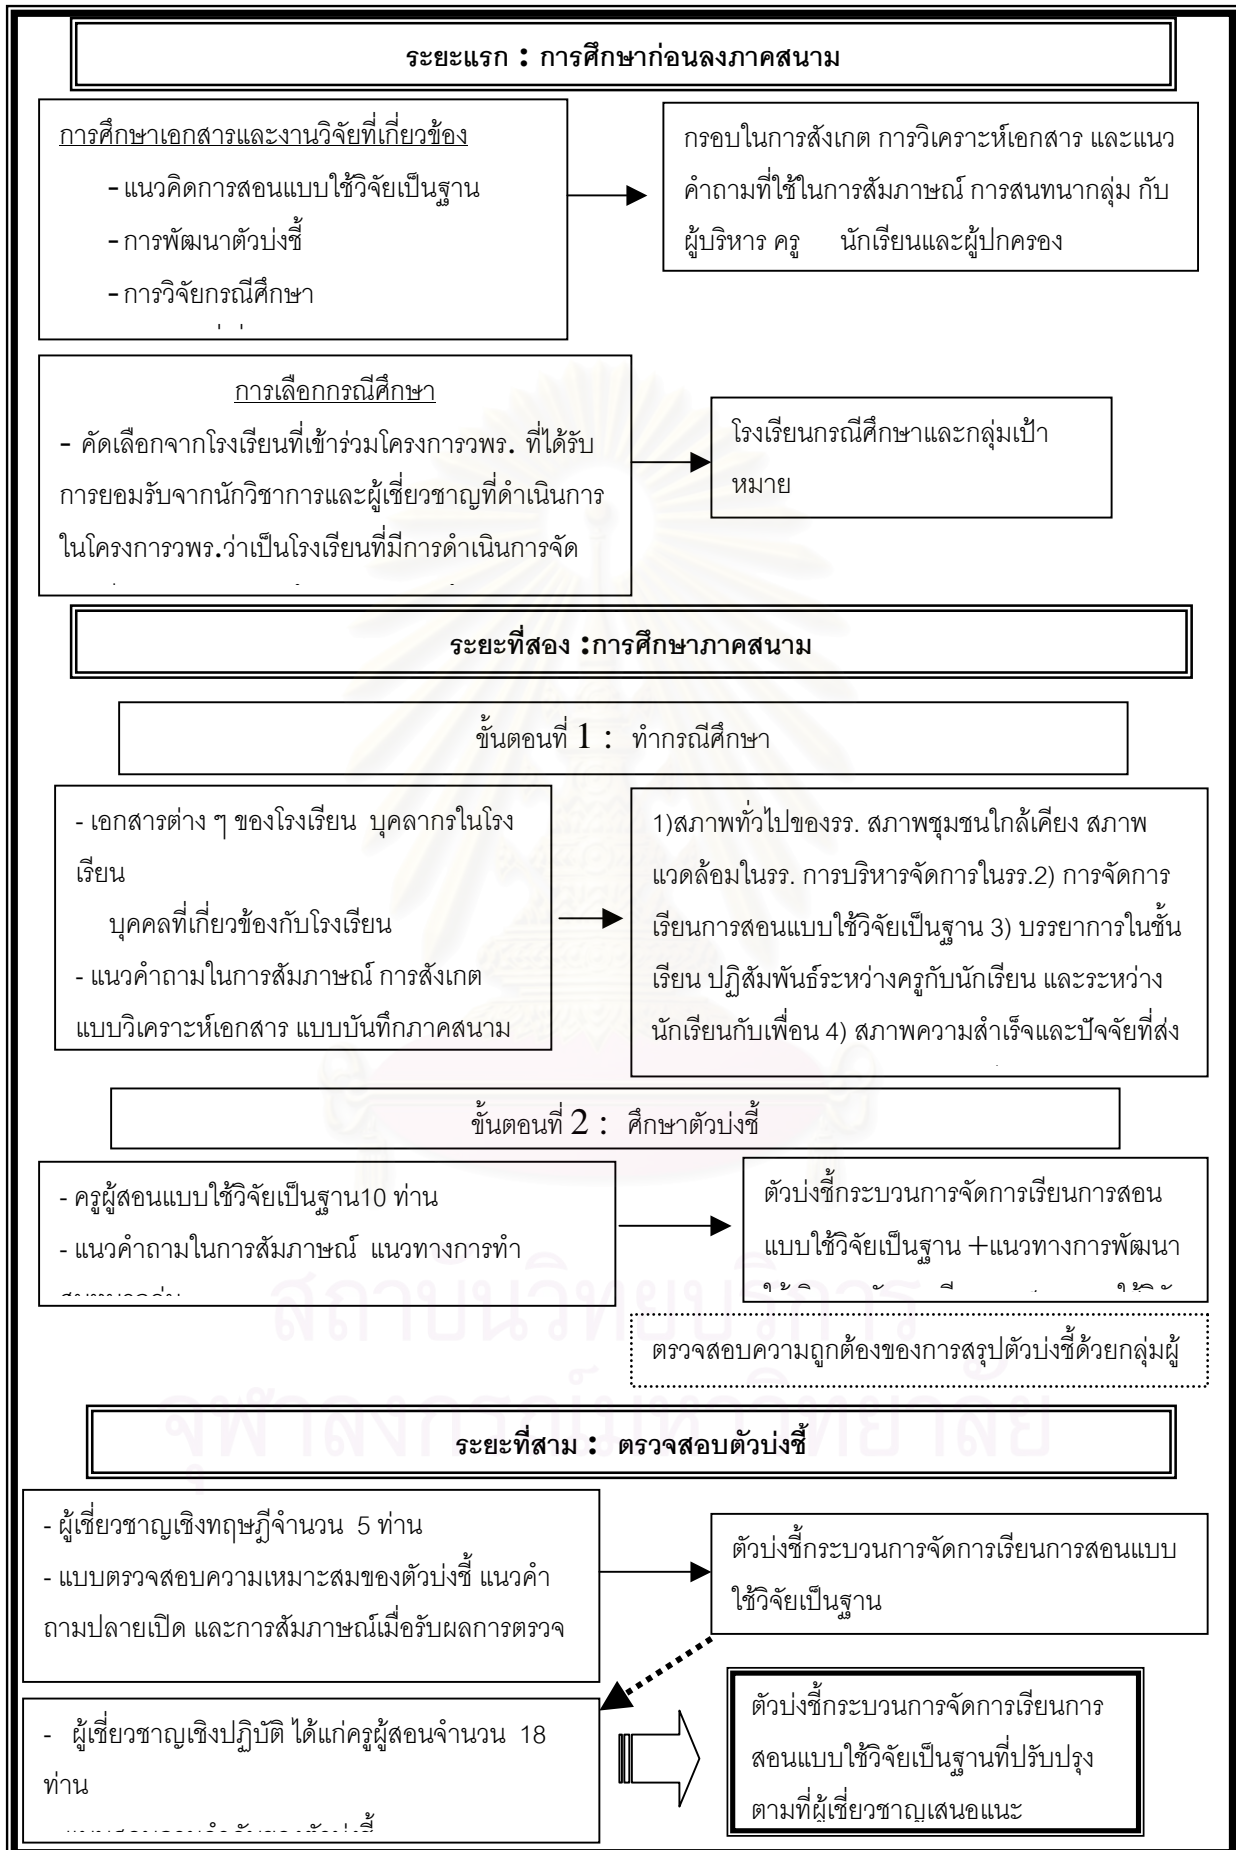 ระยะแรก : การศึกษาก่อนลงภาคสนาม
การศึกษาเอกสารและงานวิจัยที่เกี่ยวข้อง
- แนวคิดการสอนแบบใช้วิจัยเป็นฐาน
- การพัฒนาตัวบ่งชี้
- การวิจัยกรณีศึกษา
กรอบในการสังเกต การวิเคราะห์เอกสาร และแนว
คำถามที่ใช้ในการสัมภาษณ์ การสนทนากลุ่ม กับ
ผู้บริหาร ครู นักเรียนและผู้ปกครอง
การเลือกกรณีศึกษา
- คัดเลือกจากโรงเรียนที่เข้าร่วมโครงการวพร. ที่ได้รับ
การยอมรับจากนักวิชาการและผู้เชี่ยวชาญที่ดำเนินการ
ในโครงการวพร.ว่าเป็นโรงเรียนที่มีการดำเนินการจัด
โรงเรียนกรณีศึกษาและกลุ่มเป้า
หมาย
ระยะที่สอง :การศึกษาภาคสนาม
ขั้นตอนที่ 1 : ทำกรณีศึกษา
- เอกสารต่าง ๆ ของโรงเรียน บุคลากรในโรง
เรียน
บุคคลที่เกี่ยวข้องกับโรงเรียน
- แนวคำถามในการสัมภาษณ์ การสังเกต
แบบวิเคราะห์เอกสาร แบบบันทึกภาคสนาม
1)สภาพทั่วไปของรร. สภาพชุมชนใกล้เคียง สภาพ
แวดล้อมในรร. การบริหารจัดการในรร.2) การจัดการ
เรียนการสอนแบบใช้วิจัยเป็นฐาน 3) บรรยาการในชั้น
เรียน ปฏิสัมพันธ์ระหว่างครูกับนักเรียน และระหว่าง
นักเรียนกับเพื่อน 4) สภาพความสำเร็จและปัจจัยที่ส่ง
ขั้นตอนที่ 2 : ศึกษาตัวบ่งชี้
- ครูผู้สอนแบบใช้วิจัยเป็นฐาน10 ท่าน
- แนวคำถามในการสัมภาษณ์ แนวทางการทำ
ตัวบ่งชี้กระบวนการจัดการเรียนการสอน
แบบใช้วิจัยเป็นฐาน +แนวทางการพัฒนา
ตรวจสอบความถูกต้องของการสรุปตัวบ่งชี้ด้วยกลุ่มผู้
สถาบันวิทยบริการ
จุฬาลงกรณ์มหาวิทยาลัย
ระยะที่สาม : ตรวจสอบตัวบ่งชี้
- ผู้เชี่ยวชาญเชิงทฤษฎีจำนวน 5 ท่าน
- แบบตรวจสอบความเหมาะสมของตัวบ่งชี้ แนวคำ
ถามปลายเปิด และการสัมภาษณ์เมื่อรับผลการตรวจ
ตัวบ่งชี้กระบวนการจัดการเรียนการสอนแบบ
ใช้วิจัยเป็นฐาน
- ผู้เชี่ยวชาญเชิงปฏิบัติ ได้แก่ครูผู้สอนจำนวน 18
ท่าน
ตัวบ่งชี้กระบวนการจัดการเรียนการ
สอนแบบใช้วิจัยเป็นฐานที่ปรับปรุง
ตามที่ผู้เชี่ยวชาญเสนอแนะ